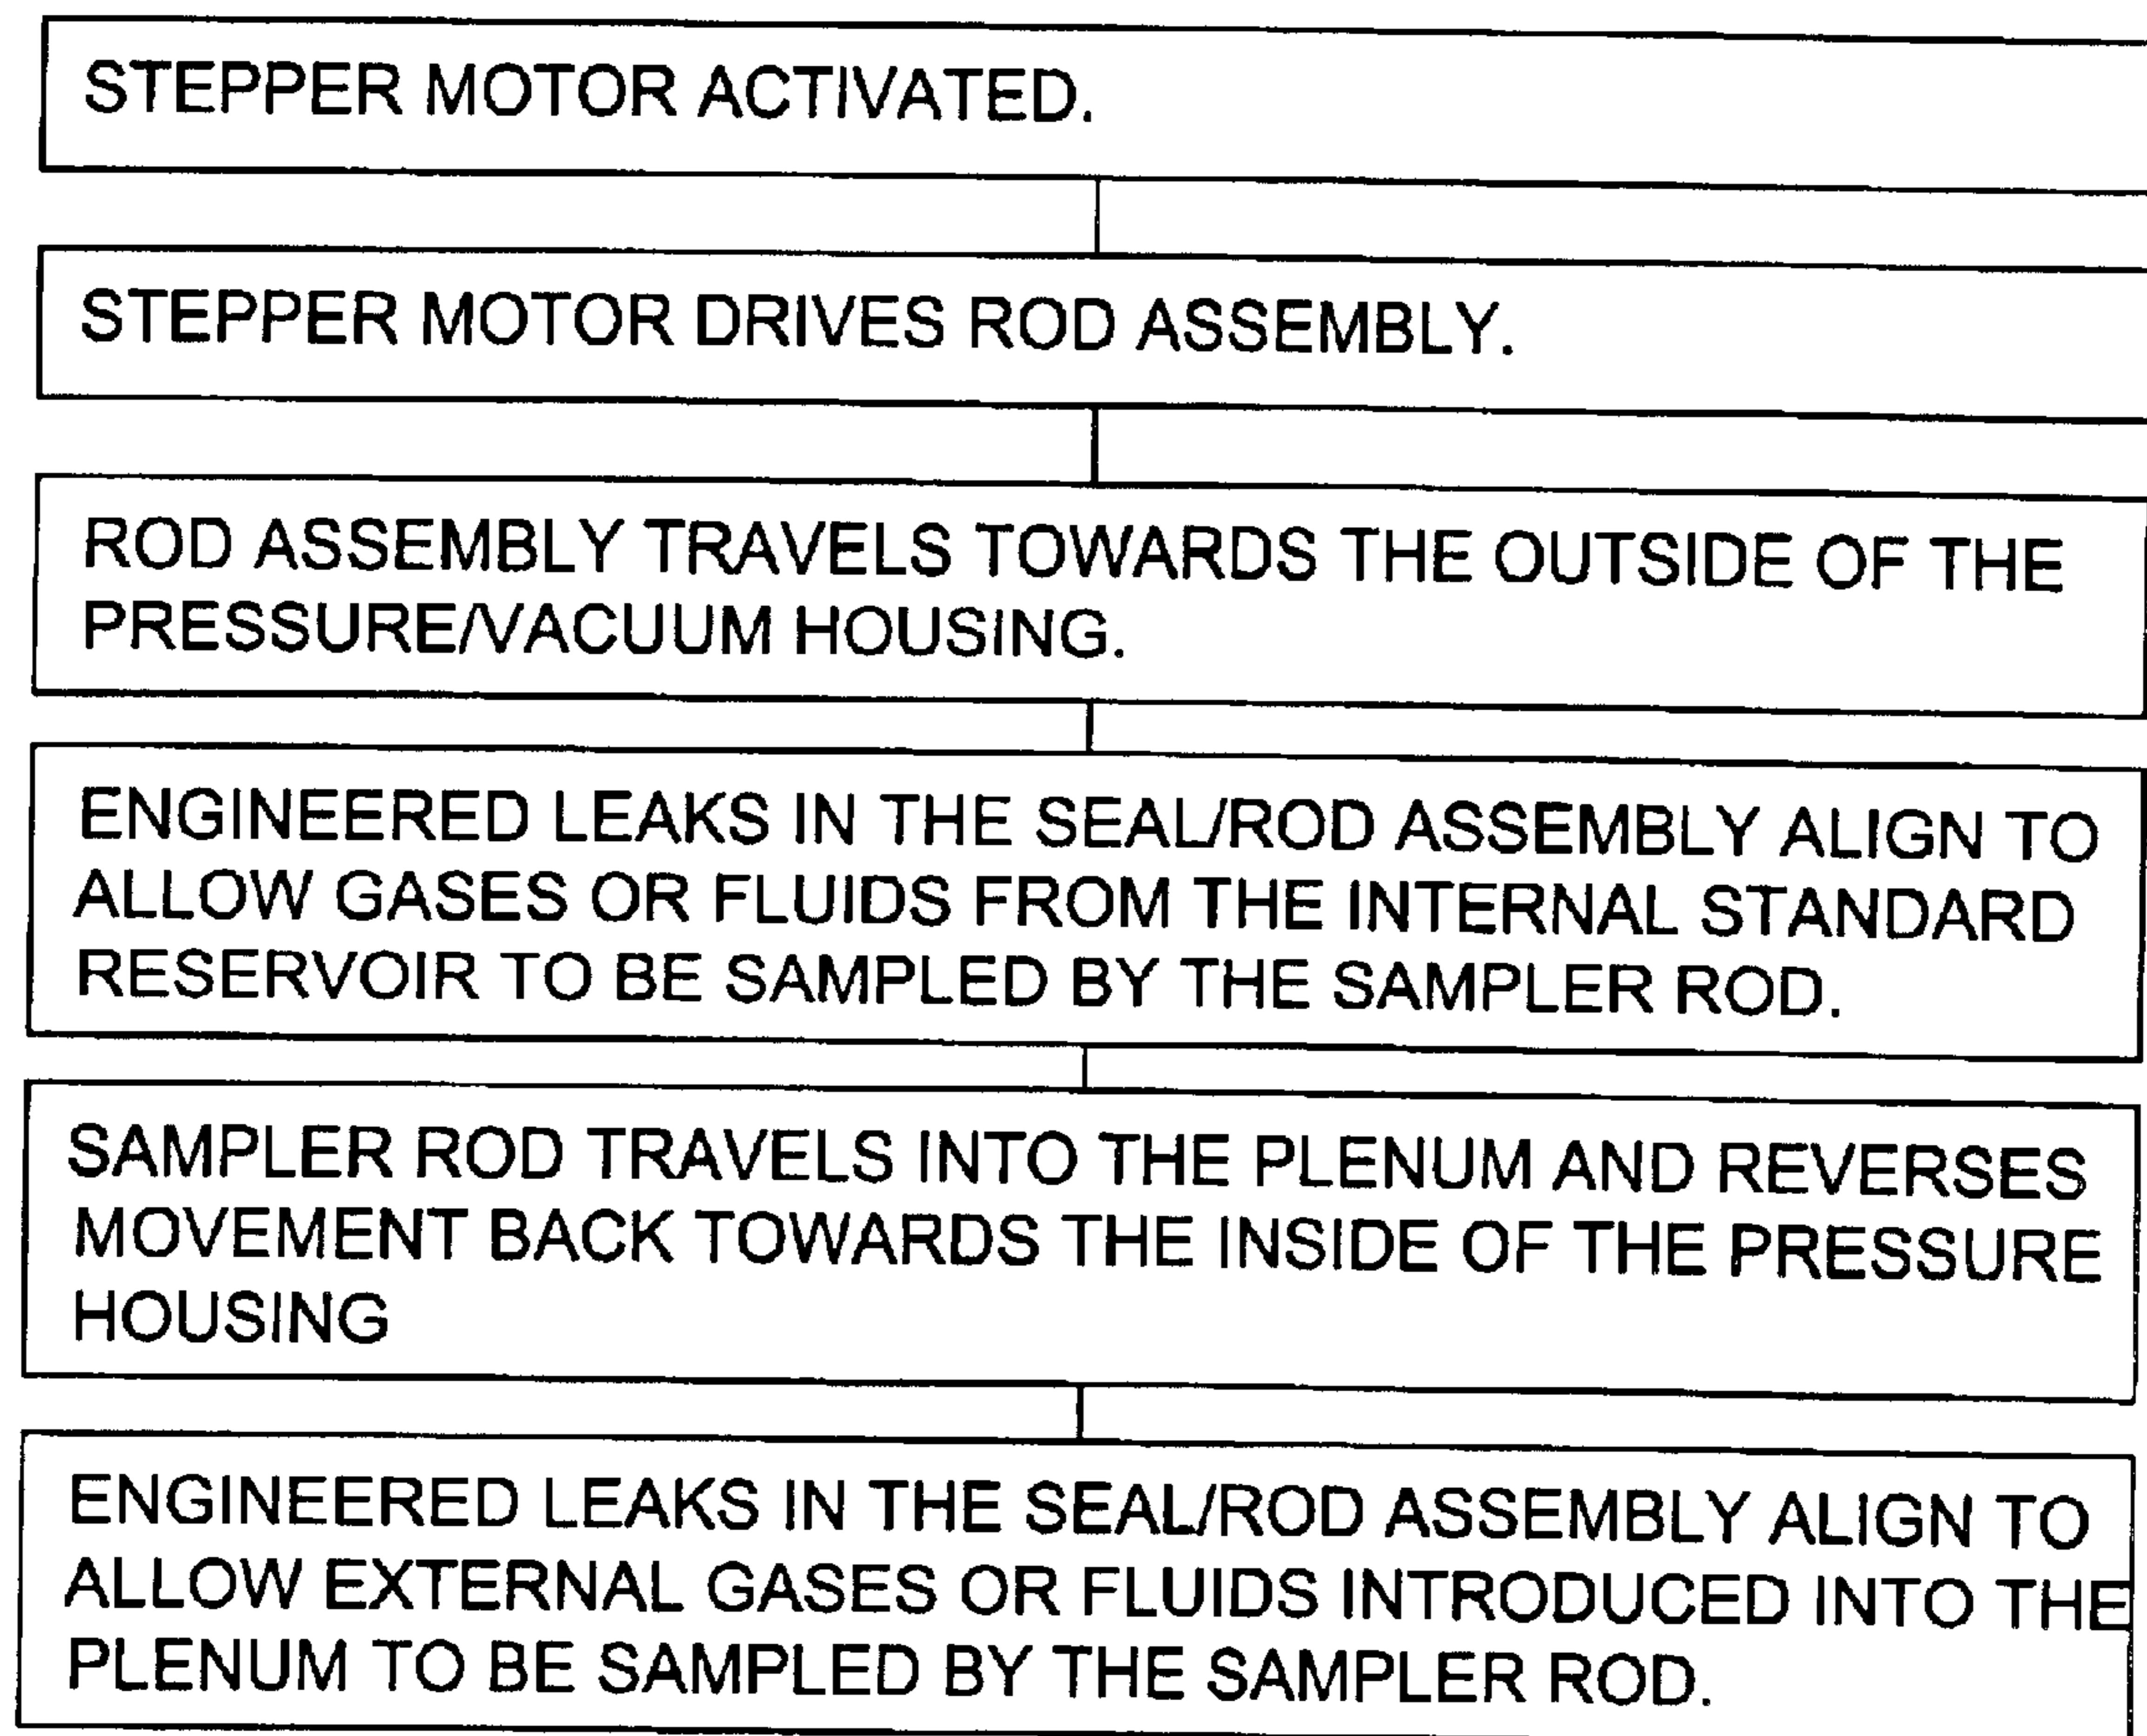 STEPPER MOTOR ACTIVATED.
STEPPER MOTOR DRIVES ROD ASSEMBLY.
ROD ASSEMBLY TRAVELS TOWARDS THE OUTSIDE OF THE
PRESSURE/VACUUM HOUSING.
ENGINEERED LEAKS IN THE SEAL/ROD ASSEMBLY ALIGN TO
ALLOW GASES OR FLUIDS FROM THE INTERNAL STANDARD
RESERVOIR TO BE SAMPLED BY THE SAMPLER ROD.
SAMPLER ROD TRAVELS INTO THE PLENUM AND REVERSES
MOVEMENT BACK TOWARDS THE INSIDE OF THE PRESSURE
HOUSING
ENGINEERED LEAKS IN THE SEAL/ROD ASSEMBLY ALIGN TO
ALLOW EXTERNAL GASES OR FLUIDS INTRODUCED INTO THE
PLENUM TO BE SAMPLED BY THE SAMPLER ROD.